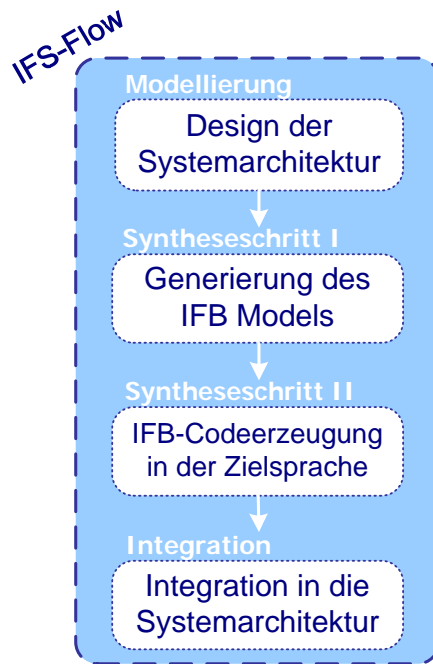 IFS-Flow
Modellierung
Design der
Systemarchitektur
Syntheseschritt I
Generierung des
IFB Models
Syntheseschritt II
IFB-Codeerzeugung
in der Zielsprache
Integration
Integration in die
Systemarchitektur